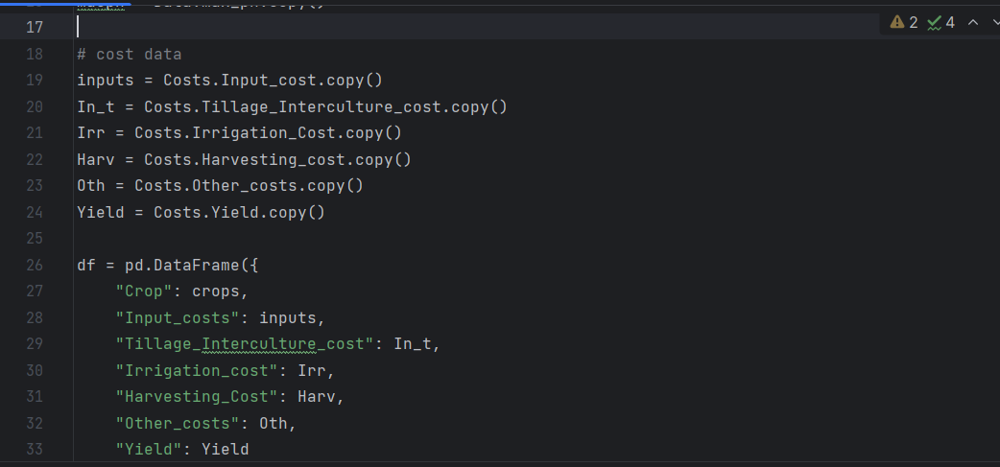 17
2 4
18 # cost data
19 inputs = Costs.Input_cost.copy()
20 In_t = Costs.Tillage_Interculture_cost.copy()
21 Irr = Costs.Irrigation_Cost.copy()
22 Harv = Costs.Harvesting_cost.copy()
23 Oth = Costs.Other_costs.copy()
24 Yield = Costs.Yield.copy()
25
26 df = pd.DataFrame({
27 "Crop": crops,
28 "Input_costs": inputs,
29 "Tillage_Interculture_cost": In_t,
30 "Irrigation_cost": Irr,
31 "Harvesting_Cost": Harv,
32 "Other_costs": Oth,
33 "Yield": Yield